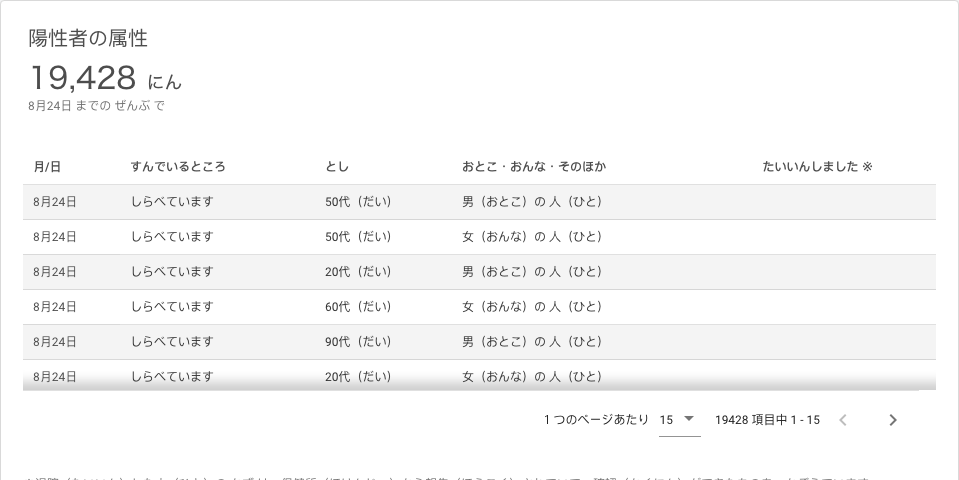 陽性者の属性
19,428 にん
8月24日 までの ぜんぶ で
月/日 すんでいるところ とし おとこ・おんな・そのほか たいいんしました ※
8月24日 しらべています 50代（だい） 男（おとこ）の 人（ひと）
8月24日 しらべています 50代（だい） 女（おんな）の 人（ひと）
8月24日 しらべています 20代（だい） 男（おとこ）の 人（ひと）
8月24日 しらべています 60代（だい） 女（おんな）の 人（ひと）
8月24日 しらべています 90代（だい） 男（おとこ）の 人（ひと）
8月24日 しらべています 20代（だい） 女（おんな）の 人（ひと）
1 つのページあたり 15 19428 項目中 1 - 15